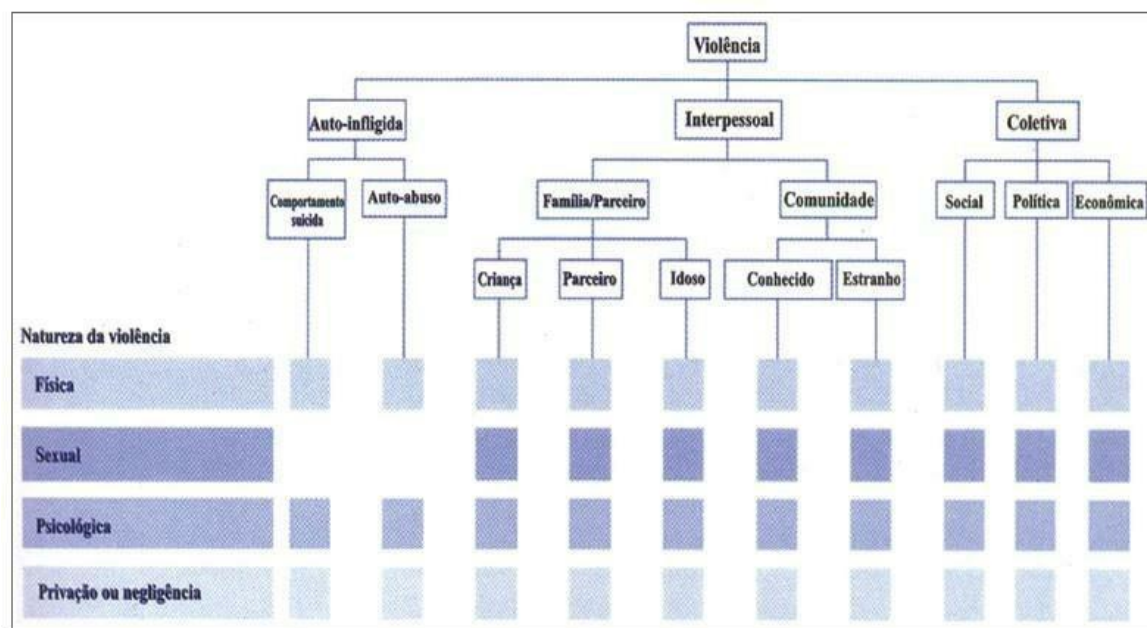 Violência
Auto-infligida
Interpessoal
Coletiva
Comportamento
suicida
Auto-abuso
Família/Parceiro
Comunidade
Social
Política
Econômica
Criança
Parceiro
Idoso
Conhecido
Estranho
Natureza da violência
Física
Sexual
Psicológica
Privação ou negligência